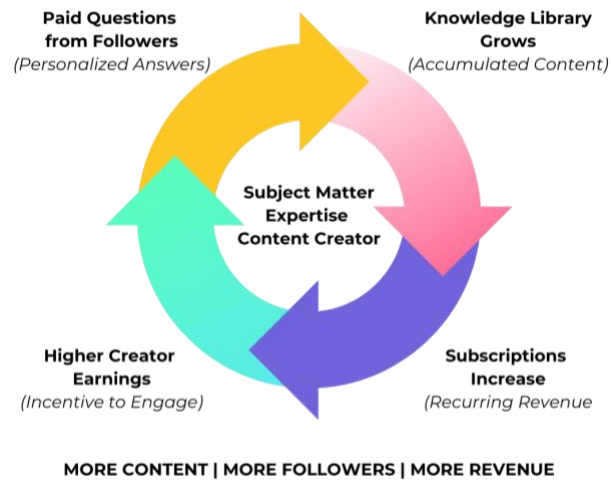 Paid Questions
from Followers
(Personalized Answers)
Knowledge Library
Grows
(Accumulated Content)
Subject Matter
Expertise
Content Creator
Higher Creator
Earnings
(Incentive to Engage)
Subscriptions
Increase
(Recurring Revenue
MORE CONTENT | MORE FOLLOWERS | MORE REVENUE